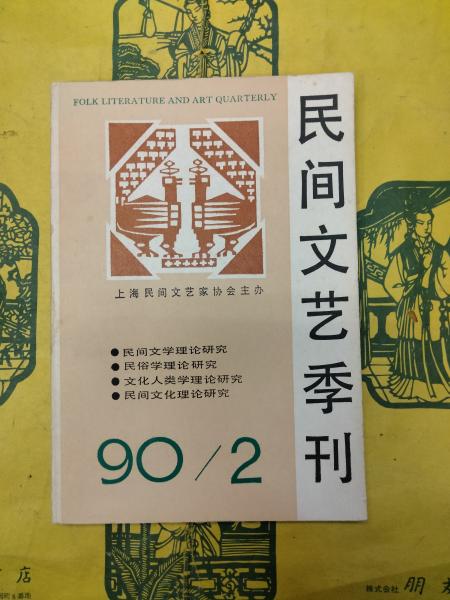 FOLK LITERATURE AND ART QUARTERLY
民间文艺季刊
上海民间文艺家协会主办
●民间文学理论研究
●民俗学理论研究
●文化人类学理论研究
●民间文化理论研究
90/2
店
株式会社 朋